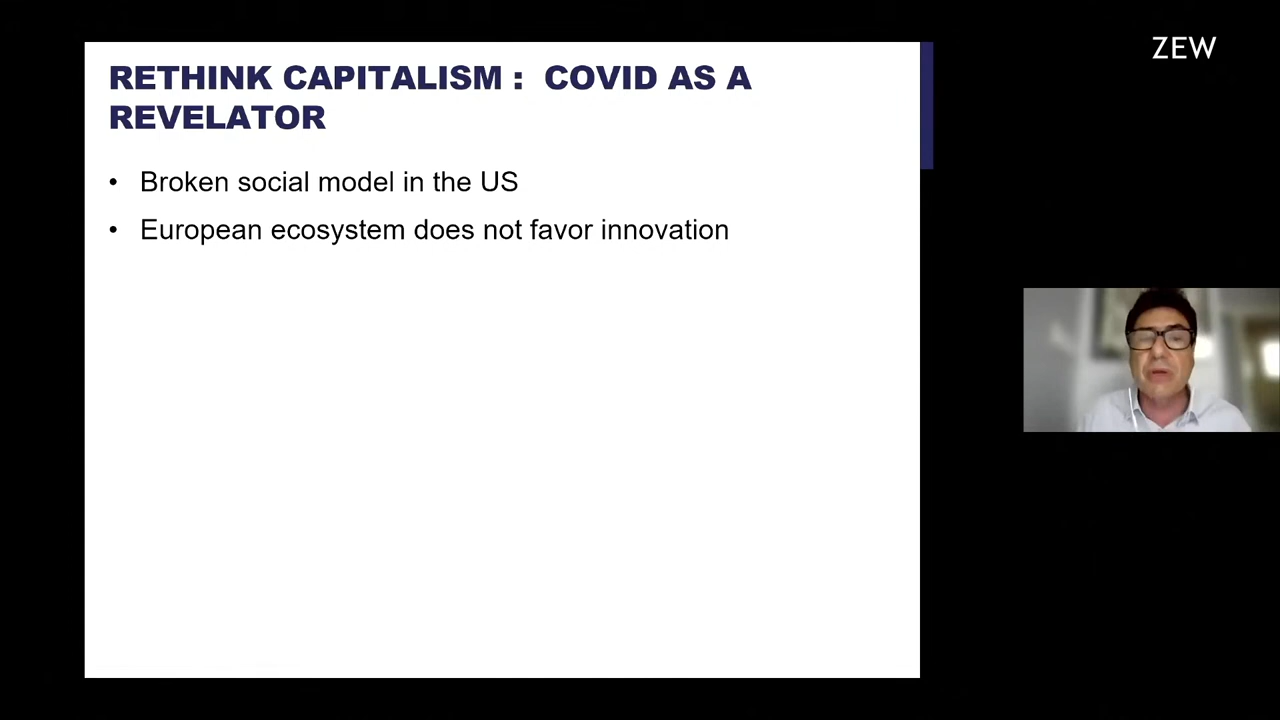 ZEW
RETHINK CAPITALISM : COVID AS A
REVELATOR
• Broken social model in the US
• European ecosystem does not favor innovation